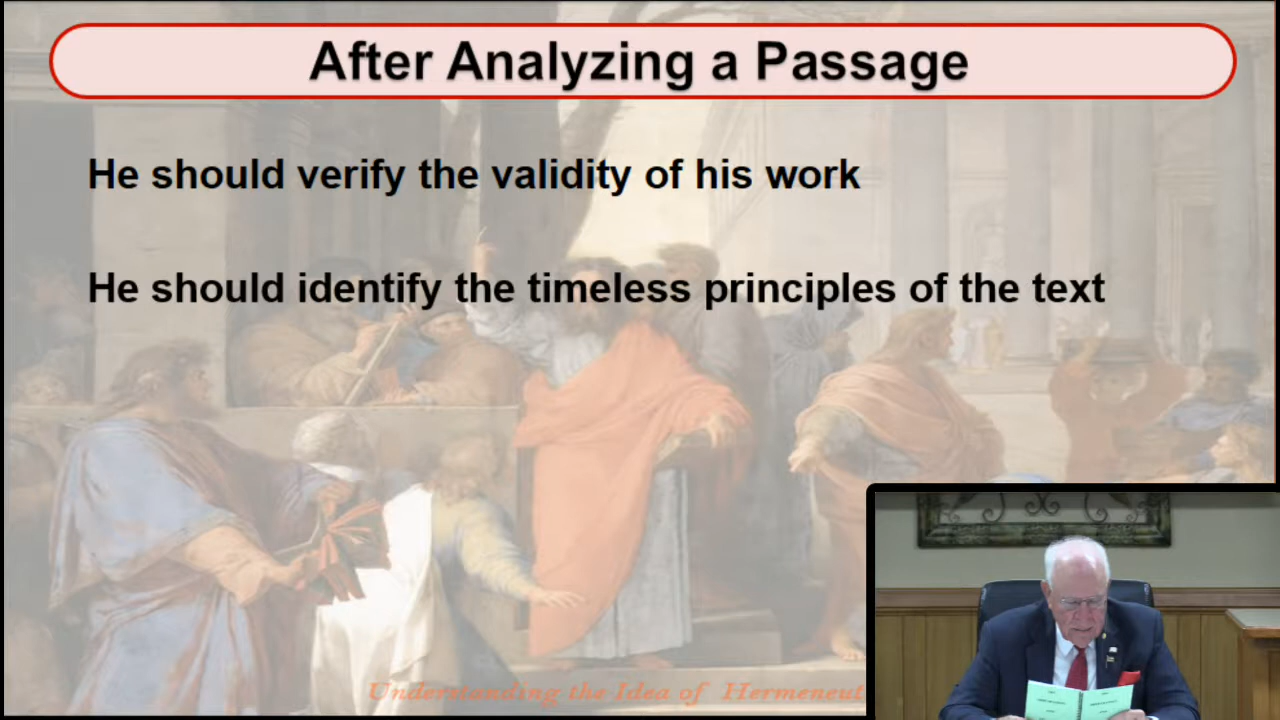 After Analyzing a Passage
He should verify the validity of his work
He should identify the timeless principles of the text
Understanding the Idea of Hermeneut